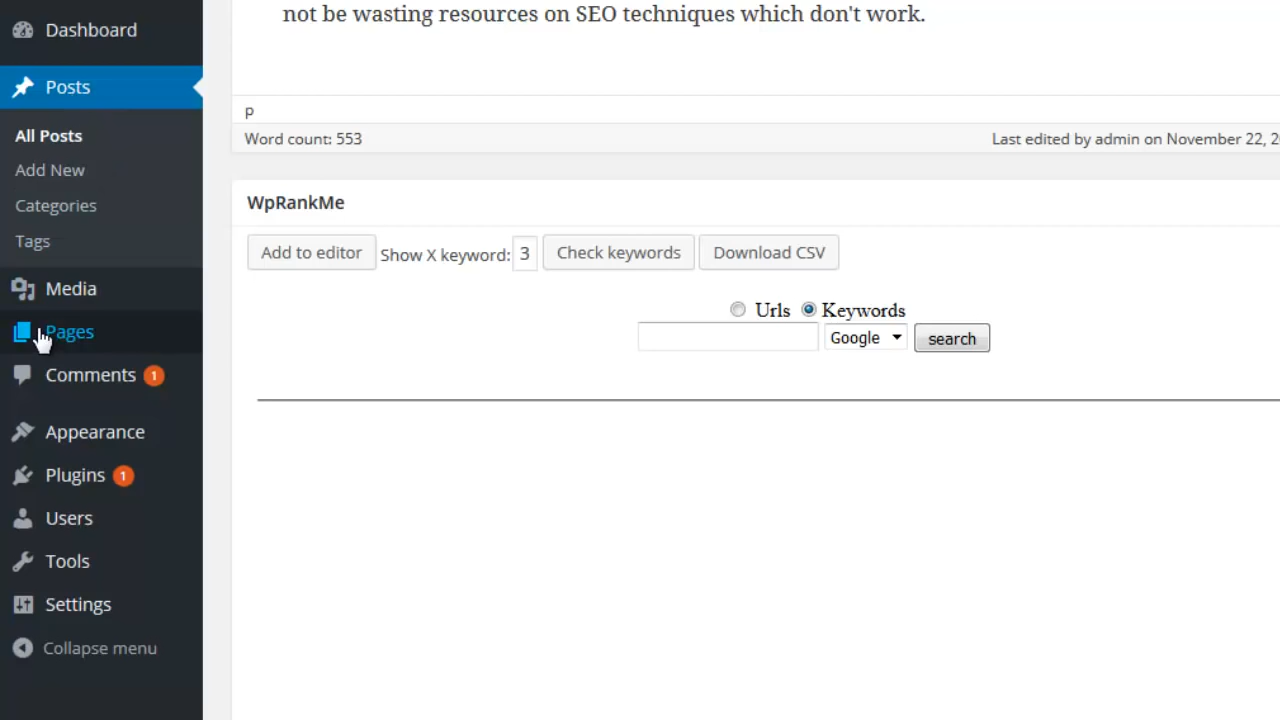 Dashboard
Posts
All Posts
Add New
Categories
Tags
Media
Pages
Comments 1
Appearance
Plugins 1
Users
Tools
Settings
Collapse menu
not be wasting resources on SEO techniques which don't work.
p
Word count: 553
Last edited by admin on November 22, 2
WpRankMe
Add to editor Show X keyword: 3 Check keywords Download CSV
Urls Keywords
Google search